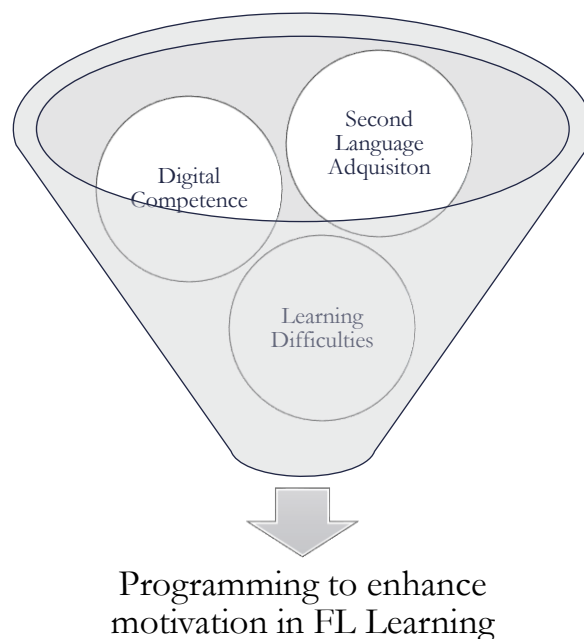 Second
Language
Adquisiton
Digital
Competence
Learning
Difficulties
Programming to enhance
motivation in FL Learning